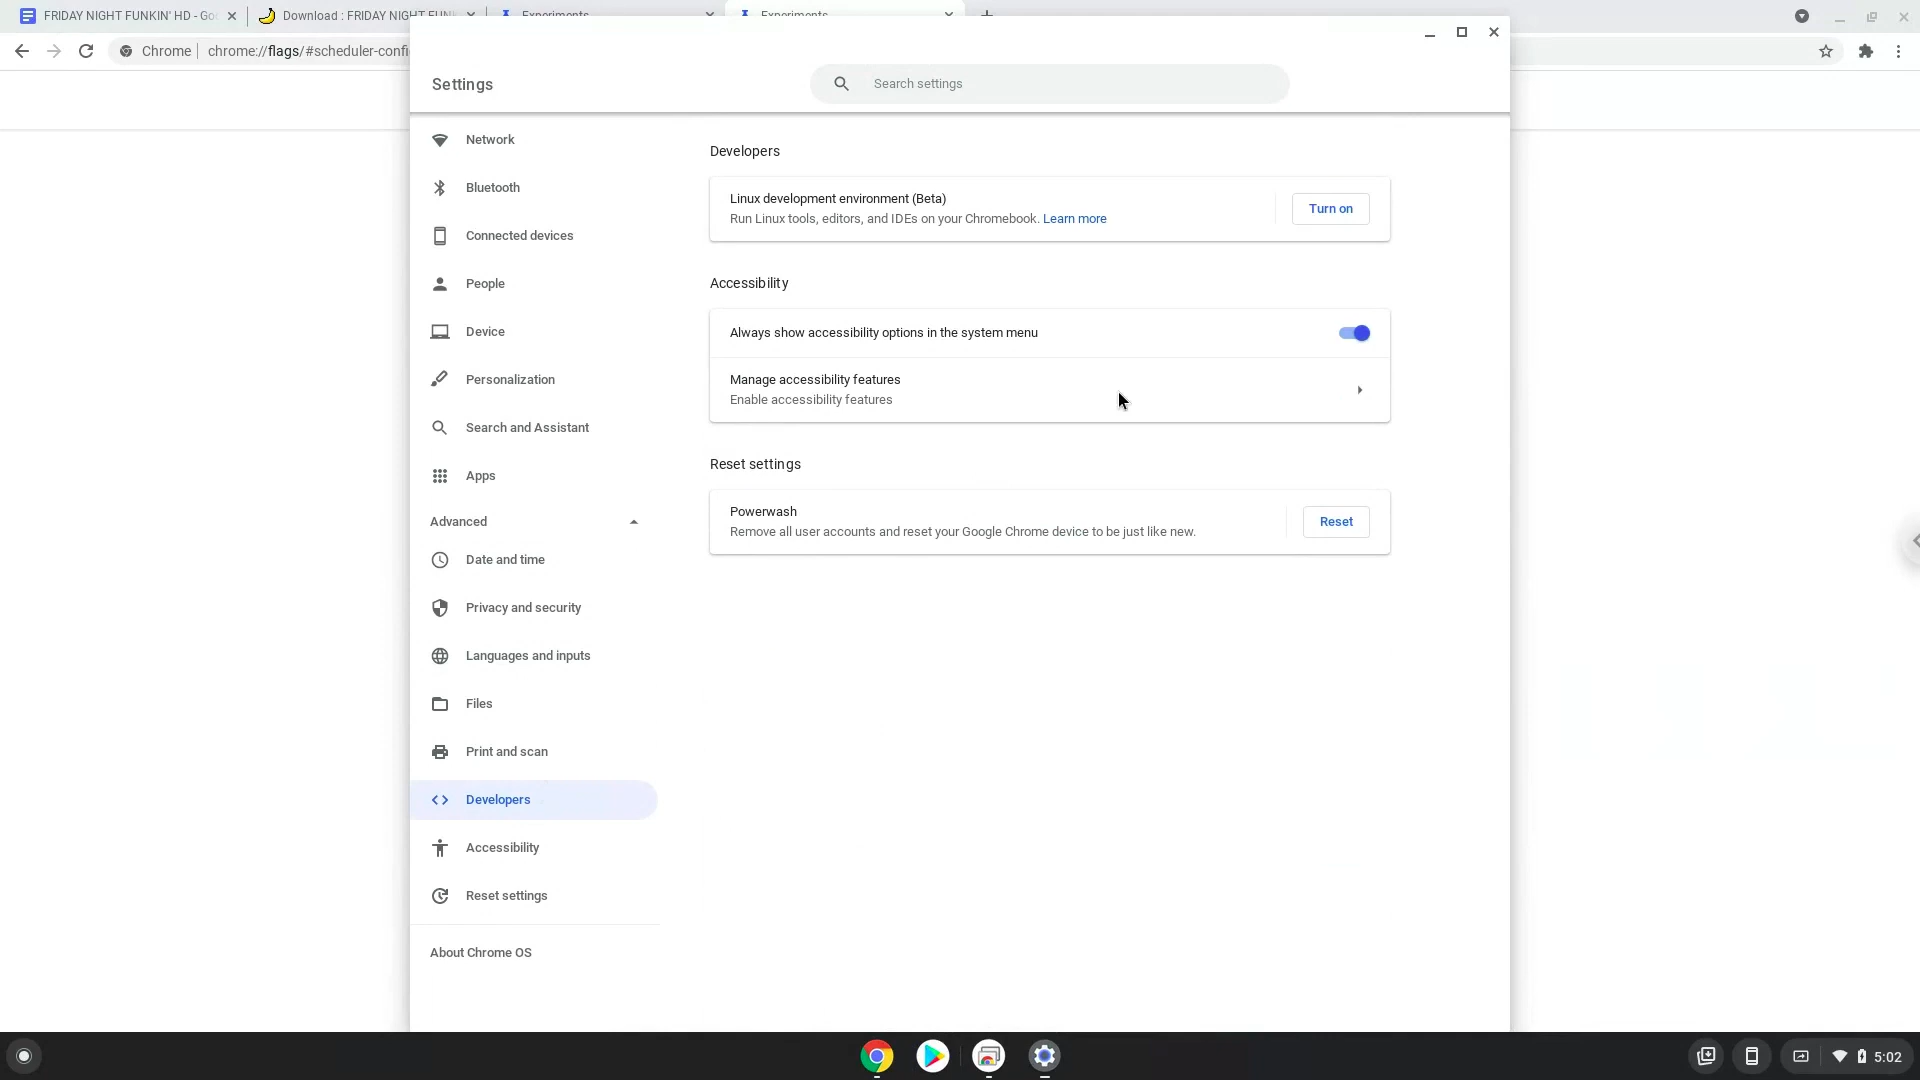 FRIDAY NIGHT FUNKIN' HD - Go
Download : FRIDAY NIGHT FUN
Experiments
Experiments
Chrome
chrome://flags/#scheduler-confi
Settings
Search settings
Network
Bluetooth
Connected devices
People
Device
Personalization
Search and Assistant
Apps
Advanced
Date and time
Privacy and security
Languages and inputs
Files
Print and scan
Developers
Accessibility
Reset settings
About Chrome OS
Developers
Linux development environment (Beta)
Run Linux tools, editors, and IDEs on your Chromebook. Learn more
Turn on
Accessibility
Always show accessibility options in the system menu
Manage accessibility features
Enable accessibility features
Reset settings
Powerwash
Remove all user accounts and reset your Google Chrome device to be just like new.
Reset
5:02